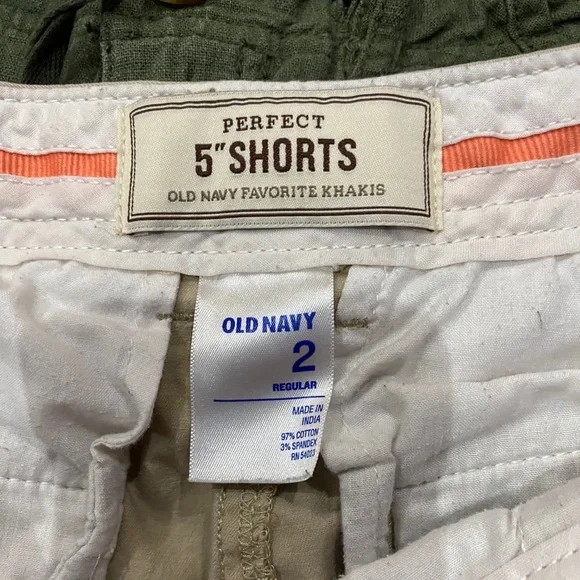 PERFECT
5" SHORTS
OLD NAVY FAVORITE KHAKIS
OLD NAVY
2
REGULAR
MADE IN
INDIA
97% COTTON
3% SPANDEX
RN 54023